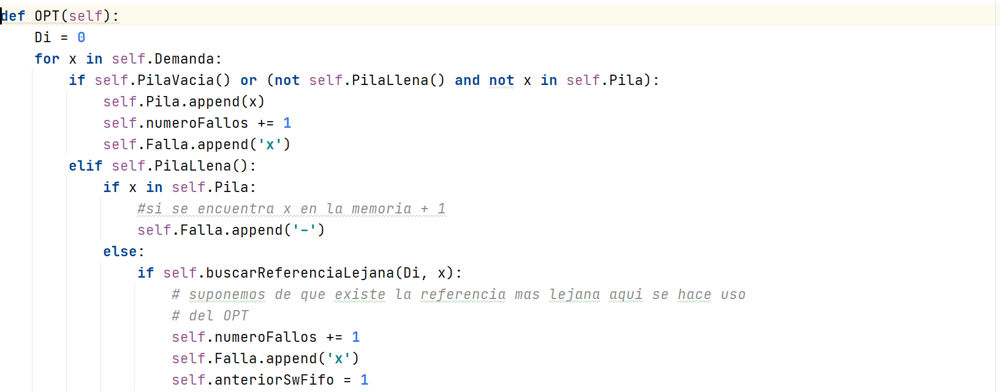 def OPT(self):
    Di = 0
    for x in self.Demanda:
        if self.PilaVacia() or (not self.PilaLlena() and not x in self.Pila):
            self.Pila.append(x)
            self.numeroFallos += 1
            self.Falla.append('x')
        elif self.PilaLlena():
            if x in self.Pila:
                #si se encuentra x en la memoria + 1
                self.Falla.append('-')
            else:
                if self.buscarReferenciaLejana(Di, x):
                    # suponemos de que existe la referencia mas lejana aqui se hace uso
                    # del OPT
                    self.numeroFallos += 1
                    self.Falla.append('x')
                    self.anteriorSwFifo = 1